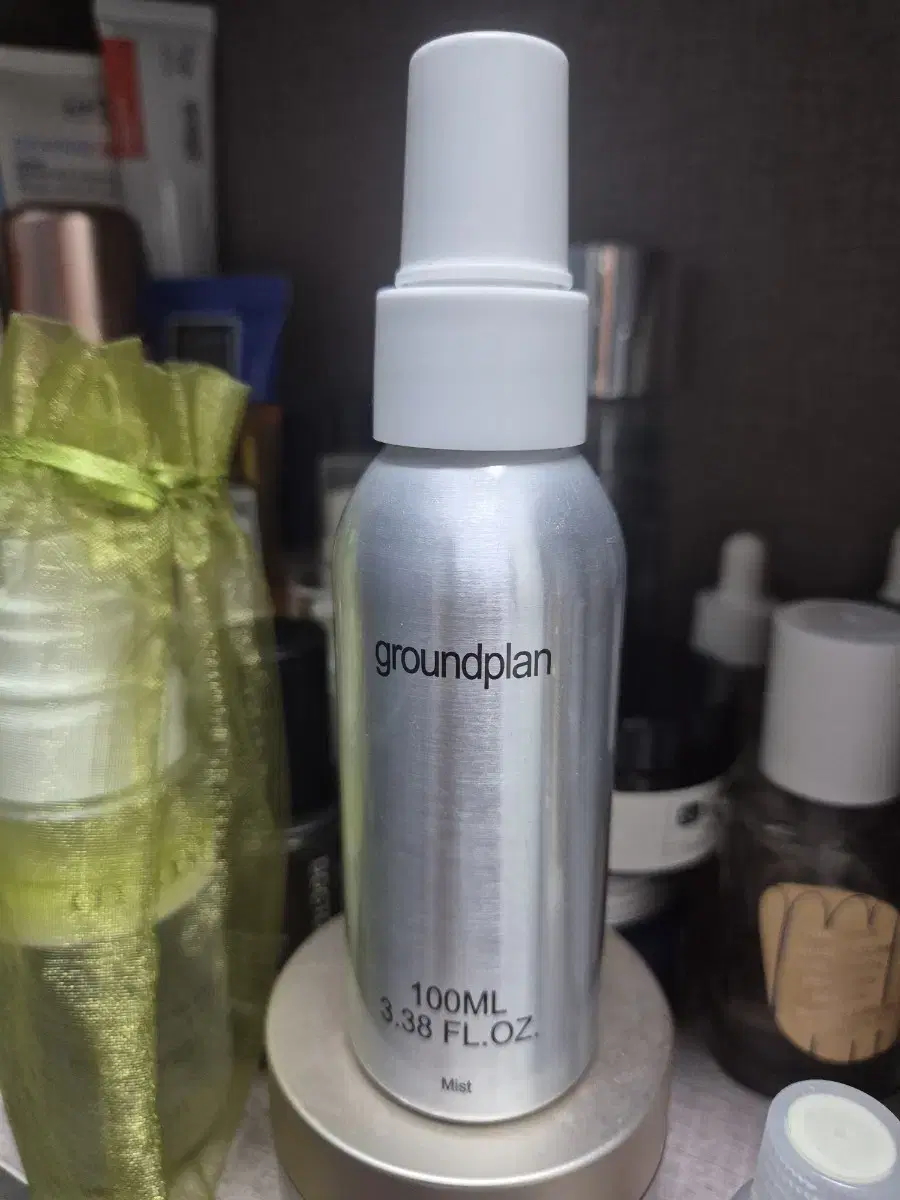 groundplan
100ML
3.38 FL.OZ.
Mist